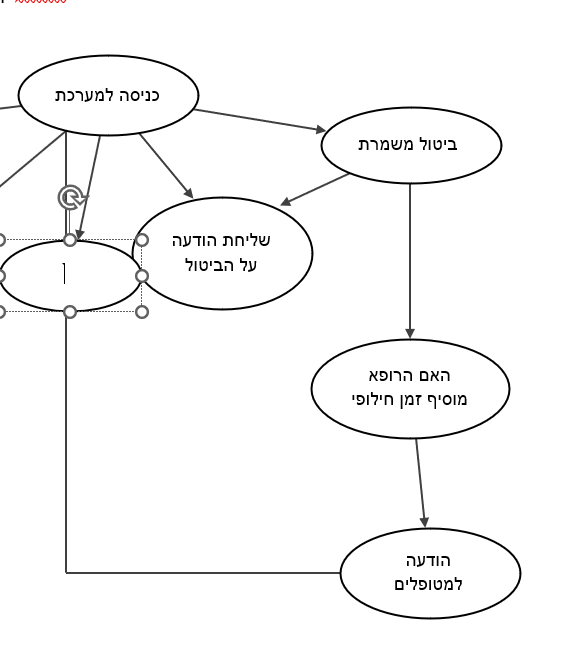 כניסה למערכת
ביטול משמרת
שליחת הודעה
על הביטול
האם הרופא
מוסיף זמן חילופי
הודעה
למטופלים